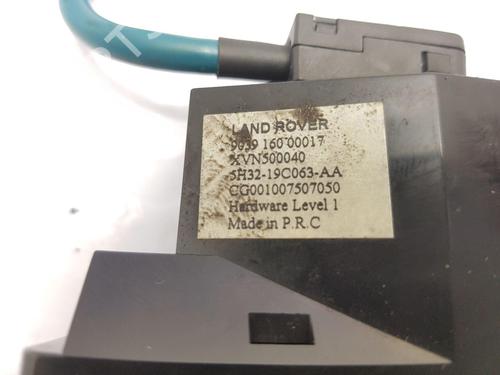 LAND ROVER
9039 160 00017
XVN500040
5H32-19C063-AA
CG001007507050
Hardware Level 1
Made in P.R.C